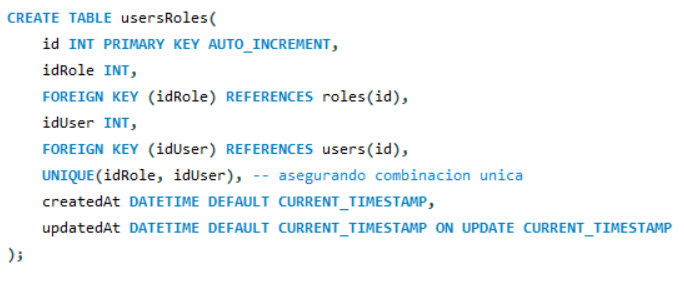 CREATE TABLE usersRoles(
    id INT PRIMARY KEY AUTO_INCREMENT,
    idRole INT,
    FOREIGN KEY (idRole) REFERENCES roles(id),
    idUser INT,
    FOREIGN KEY (idUser) REFERENCES users(id),
    UNIQUE(idRole, idUser), -- asegurando combinacion unica
    createdAt DATETIME DEFAULT CURRENT_TIMESTAMP,
    updatedAt DATETIME DEFAULT CURRENT_TIMESTAMP ON UPDATE CURRENT_TIMESTAMP
);